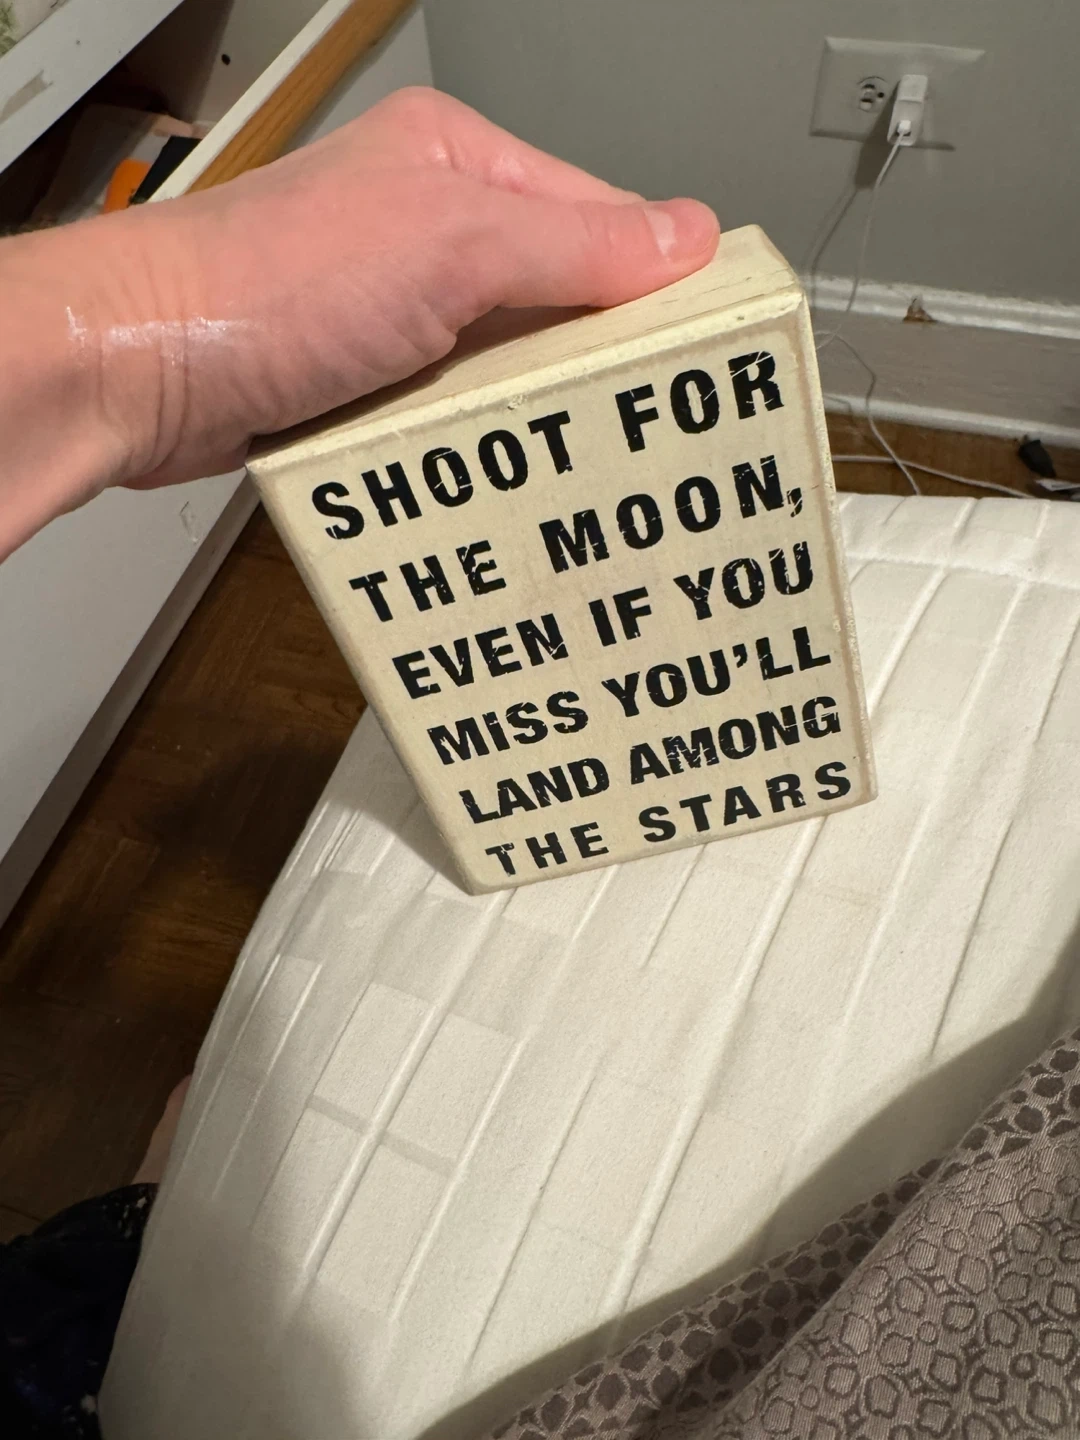 SHOOT FOR
THE MOON,
EVEN IF YOU
MISS YOU'LL
LAND AMONG
THE STARS